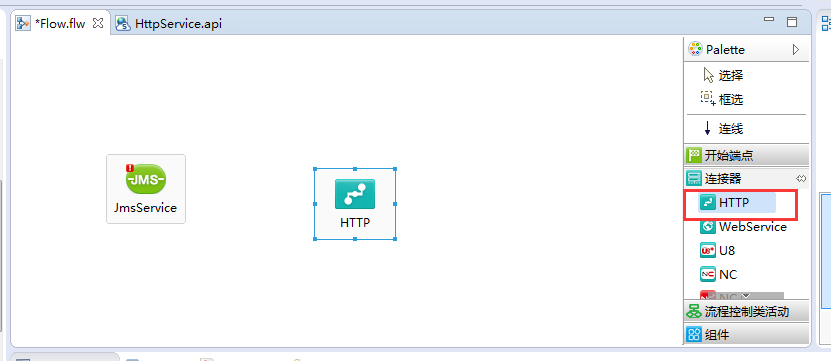 *Flow.flw
HttpService.api
Palette
选择
框选
连线
开始端点
连接器
HTTP
WebService
U8
NC
流程控制类活动
组件
JMS
JmsService
HTTP